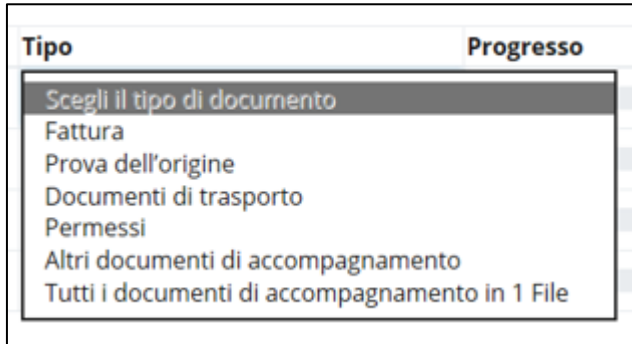 Tipo Progresso
Scegli il tipo di documento
Fattura
Prova dell’origine
Documenti di trasporto
Permessi
Altri documenti di accompagnamento
Tutti i documenti di accompagnamento in 1 File